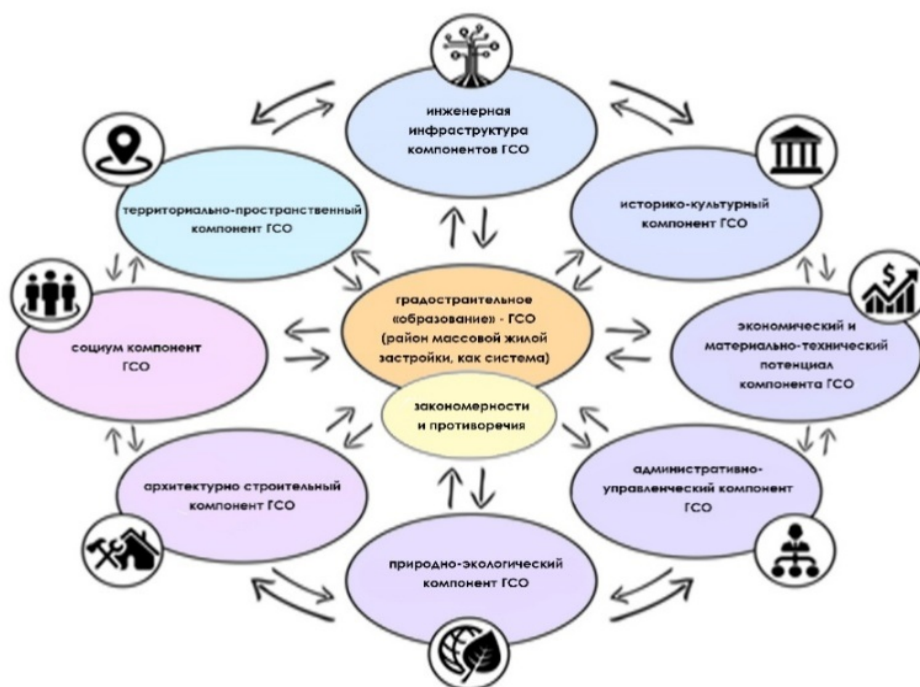 инженерная
инфраструктура
компонентов ГСО
территориально-пространственный
компонент ГСО
историко-культурный
компонент ГСО
градостраительное
«образование» - ГСО
(район массовой жилой
застройки, как система)
социум компонент
ГСО
$
экономический и
материально-технический
потенциал
компонента ГСО
закономерности
и противоречия
архитектурно строительный
компонент ГСО
административно-
управленческий компонент
ГСО
природно-экологический
компонент ГСО